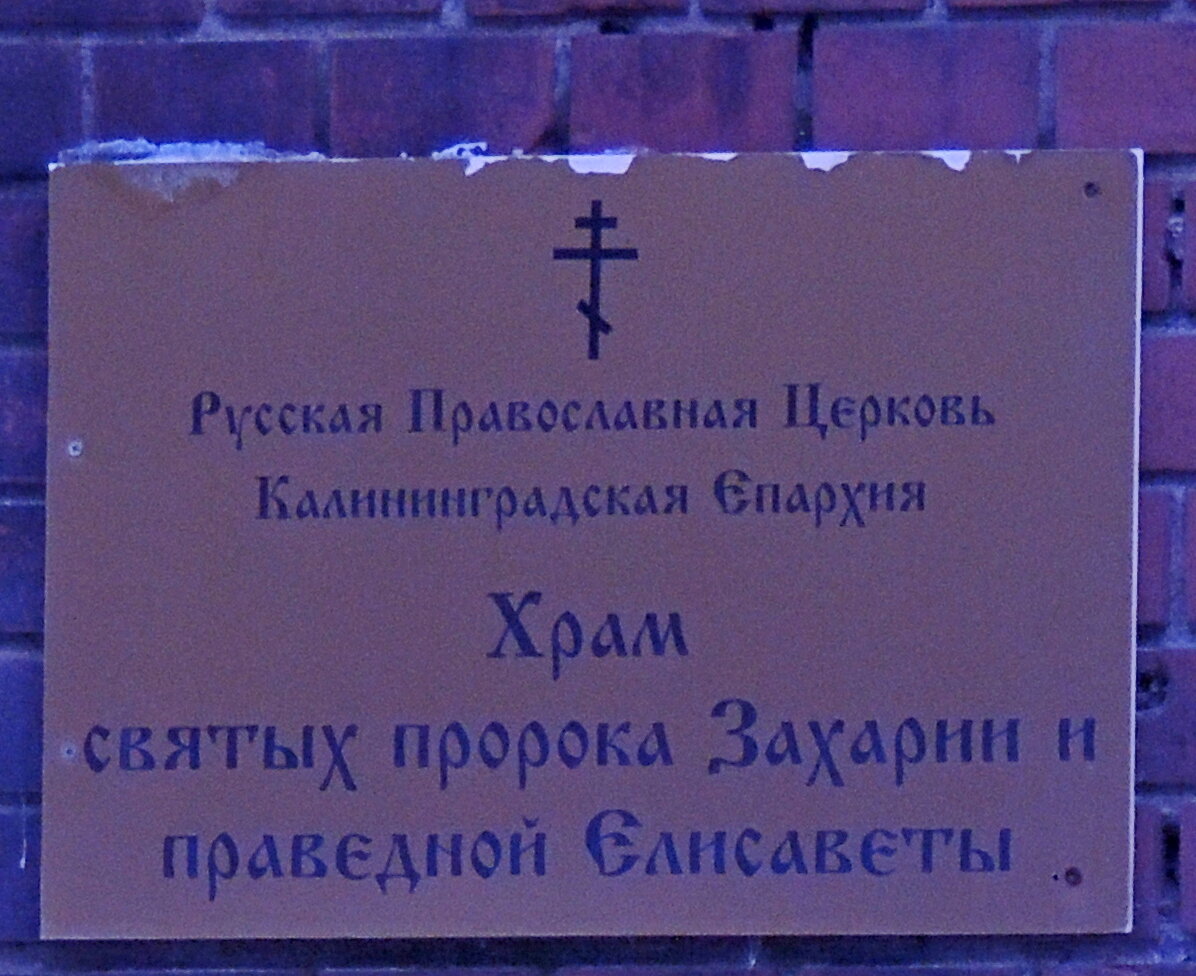 Русская Православная Церковь
Калининградская Епархия
Храм
святых пророка Захарии и
праведной Елисаветы